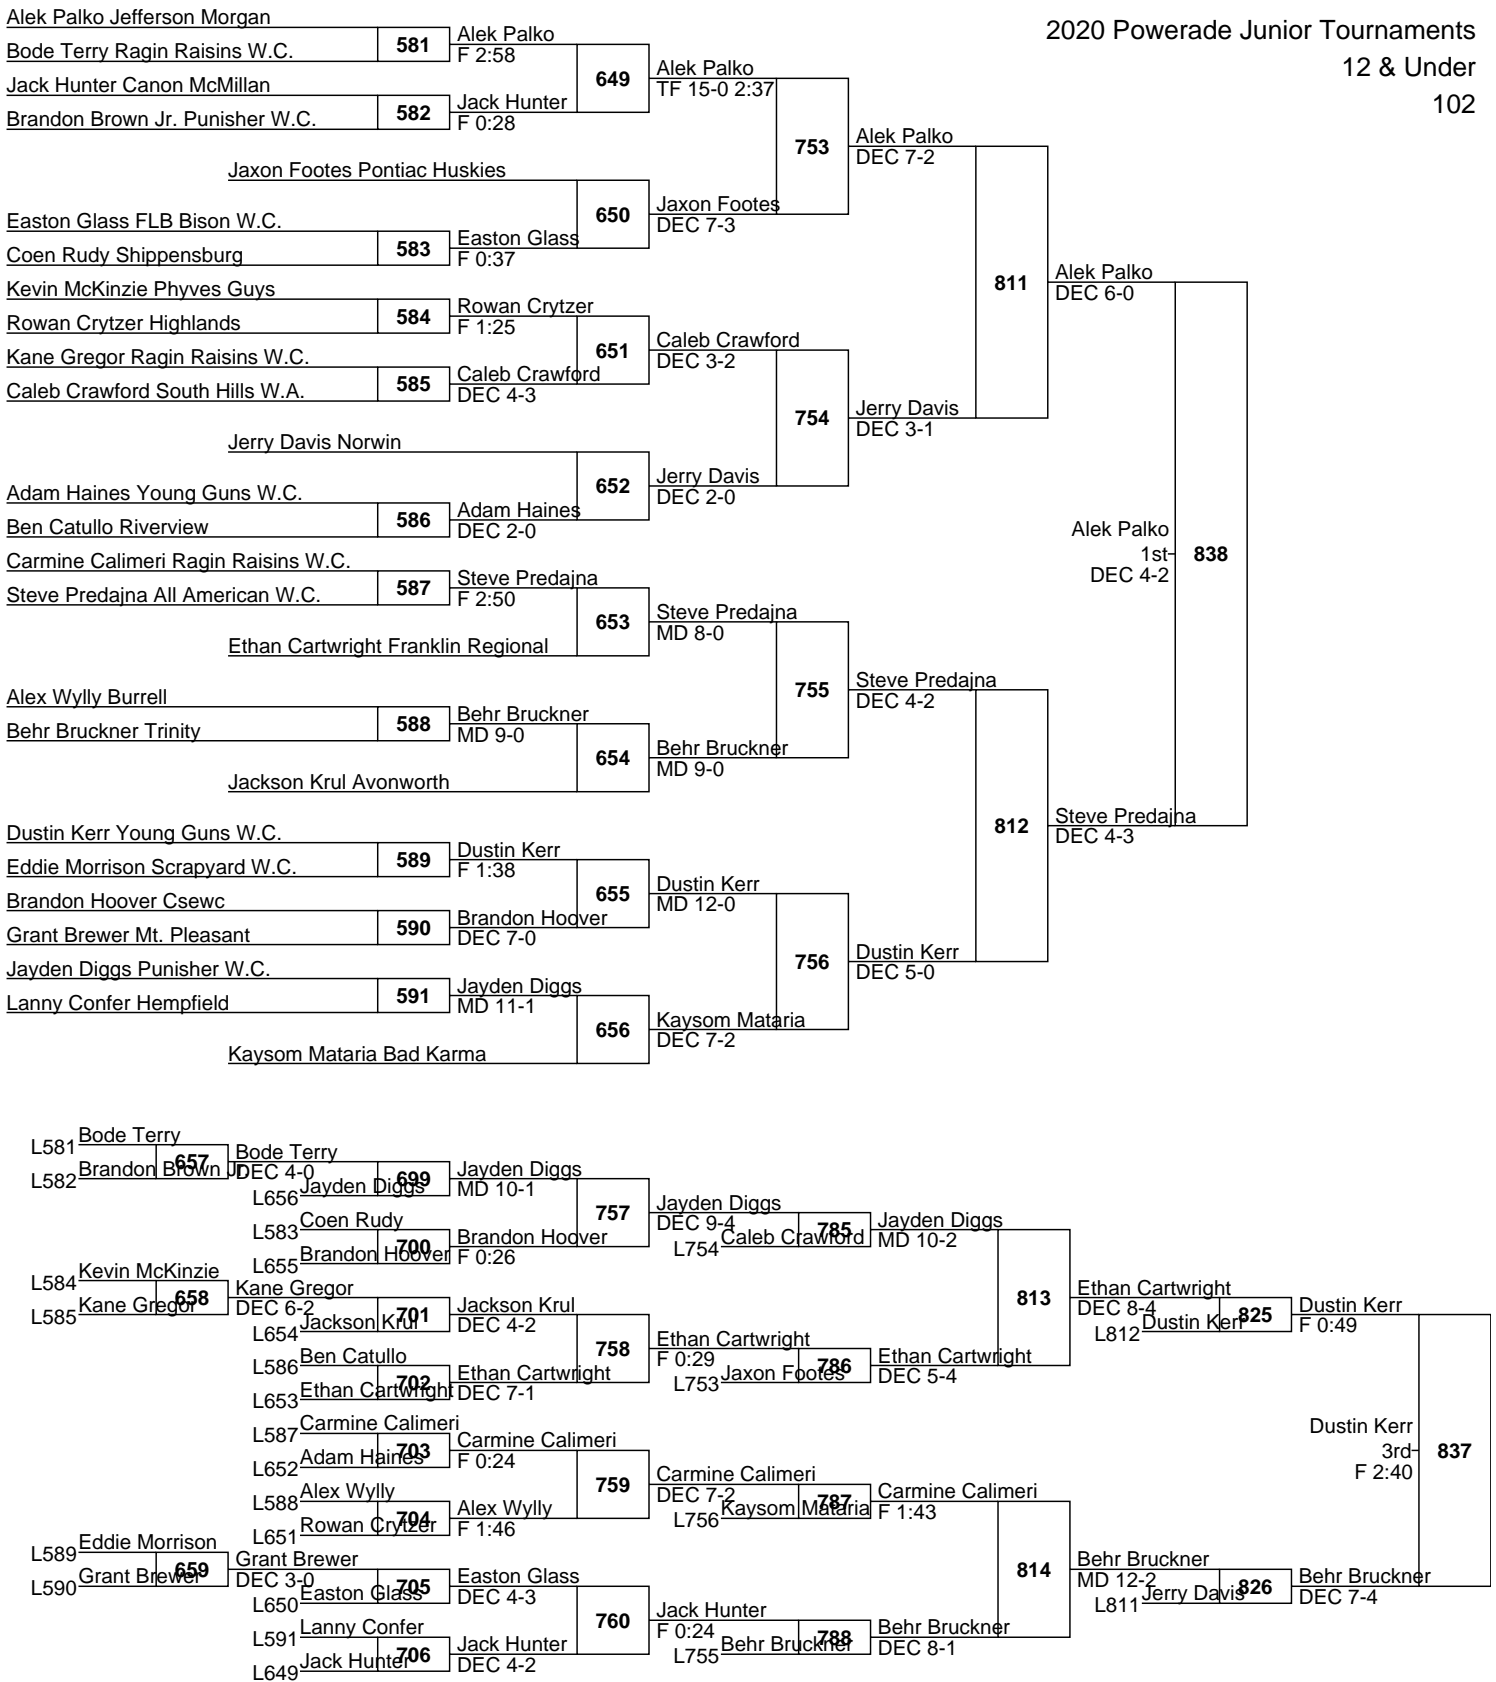 2020 Powerade Junior Tournaments
12 & Under
102
Alek Palko Jefferson Morgan
581
Bode Terry Ragin Raisins W.C.
Alek Palko
F 2:58
Jack Hunter Canon McMillan
582
Brandon Brown Jr. Punisher W.C.
Jack Hunter
F 0:28
649
Alek Palko
TF 15-0 2:37
Jaxon Footes Pontiac Huskies
Easton Glass FLB Bison W.C.
583
Coen Rudy Shippensburg
Easton Glass
F 0:37
650
Jaxon Footes
DEC 7-3
753
Alek Palko
DEC 7-2
Kevin McKinzie Phyves Guys
584
Rowan Crytzer Highlands
Rowan Crytzer
F 1:25
Kane Gregor Ragin Raisins W.C.
585
Caleb Crawford South Hills W.A.
Caleb Crawford
DEC 4-3
651
Caleb Crawford
DEC 3-2
Jerry Davis Norwin
Adam Haines Young Guns W.C.
586
Ben Catullo Riverview
Adam Haines
DEC 2-0
652
Jerry Davis
DEC 2-0
754
Jerry Davis
DEC 3-1
811
Alek Palko
DEC 6-0
Carmine Calimeri Ragin Raisins W.C.
587
Steve Predajna All American W.C.
Steve Predajna
F 2:50
Ethan Cartwright Franklin Regional
653
Steve Predajna
MD 8-0
Alex Wylly Burrell
588
Behr Bruckner Trinity
Behr Bruckner
MD 9-0
Jackson Krul Avonworth
654
Behr Bruckner
MD 9-0
755
Steve Predajna
DEC 4-2
Dustin Kerr Young Guns W.C.
589
Eddie Morrison Scrapyard W.C.
Dustin Kerr
F 1:38
Brandon Hoover Csewc
590
Grant Brewer Mt. Pleasant
Brandon Hoover
DEC 7-0
655
Dustin Kerr
MD 12-0
Jayden Diggs Punisher W.C.
591
Lanny Confer Hempfield
Jayden Diggs
MD 11-1
Kaysom Mataria Bad Karma
656
Kaysom Mataria
DEC 7-2
756
Dustin Kerr
DEC 5-0
812
Steve Predajna
DEC 4-3
Alek Palko
1st
DEC 4-2
838
L581 Bode Terry
657
L582 Brandon Brown Jr.
Bode Terry
DEC 4-0
699
L656 Jayden Diggs
Jayden Diggs
MD 10-1
L583 Coen Rudy
700
L655 Brandon Hoover
Brandon Hoover
F 0:26
757
Jayden Diggs
DEC 9-4
785
L754 Caleb Crawford
Jayden Diggs
MD 10-2
L584 Kevin McKinzie
658
L585 Kane Gregor
Kane Gregor
DEC 6-2
701
L654 Jackson Krul
Jackson Krul
DEC 4-2
L586 Ben Catullo
702
L653 Ethan Cartwright
Ethan Cartwright
DEC 7-1
758
Ethan Cartwright
F 0:29
786
L753 Jaxon Footes
Ethan Cartwright
DEC 5-4
813
Ethan Cartwright
DEC 8-4
825
L812 Dustin Kerr
Dustin Kerr
F 0:49
L587 Carmine Calimeri
703
L652 Adam Haines
Carmine Calimeri
F 0:24
L588 Alex Wylly
704
L651 Rowan Crytzer
Alex Wylly
F 1:46
759
Carmine Calimeri
DEC 7-2
787
L756 Kaysom Mataria
Carmine Calimeri
F 1:43
L589 Eddie Morrison
659
L590 Grant Brewer
Grant Brewer
DEC 3-0
705
L650 Easton Glass
Easton Glass
DEC 4-3
L591 Lanny Confer
706
L649 Jack Hunter
Jack Hunter
DEC 4-2
760
Jack Hunter
F 0:24
788
L755 Behr Bruckner
Behr Bruckner
DEC 8-1
814
Behr Bruckner
MD 12-2
826
L811 Jerry Davis
Behr Bruckner
DEC 7-4
Dustin Kerr
3rd
F 2:40
837